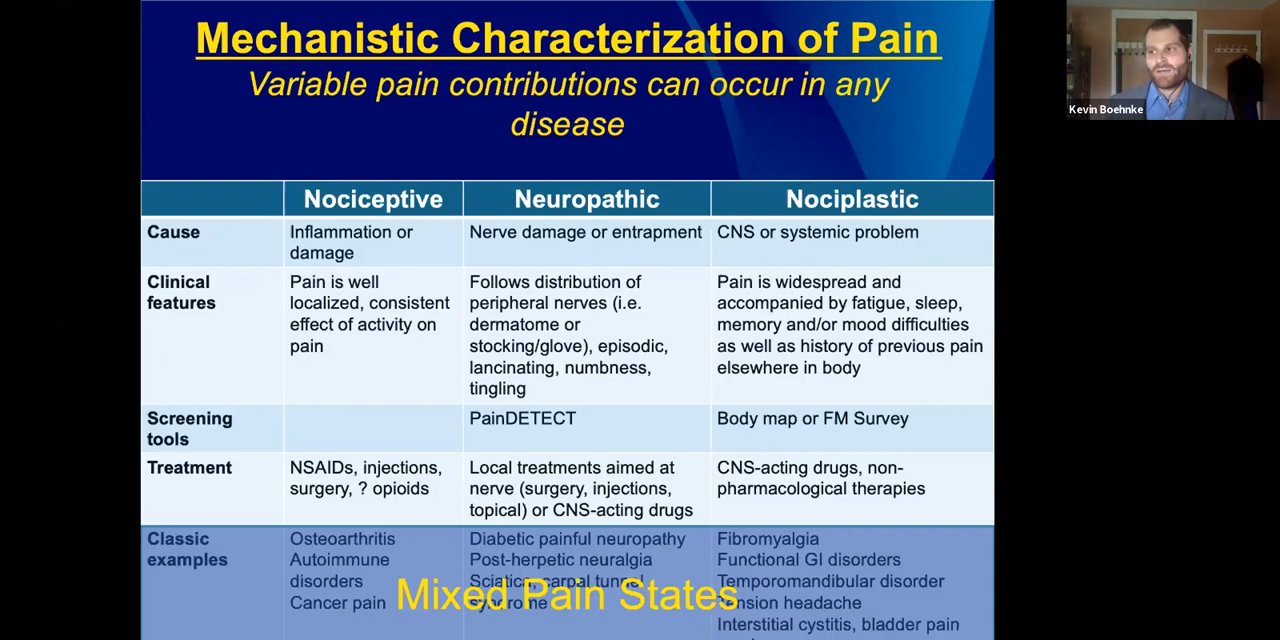 Mechanistic Characterization of Pain
Variable pain contributions can occur in any
disease
Kevin Boehnke
Nociceptive
Neuropathic
Nociplastic
Cause
Inflammation or
damage
Nerve damage or entrapment
CNS or systemic problem
Clinical
features
Pain is well
localized, consistent
effect of activity on
pain
Follows distribution of
peripheral nerves (i.e.
dermatome or
stocking/glove), episodic,
lancinating, numbness,
tingling
Pain is widespread and
accompanied by fatigue, sleep,
memory and/or mood difficulties
as well as history of previous pain
elsewhere in body
Screening
tools
PainDETECT
Body map or FM Survey
Treatment
NSAIDs, injections,
surgery, ? opioids
Local treatments aimed at
nerve (surgery, injections,
topical) or CNS-acting drugs
CNS-acting drugs, non-
pharmacological therapies
Classic
examples
Osteoarthritis
Autoimmune
disorders
Cancer pain
Diabetic painful neuropathy
Post-herpetic neuralgia
Sciatica, carpal tunnel
syndrome
Fibromyalgia
Functional GI disorders
Temporomandibular disorder
Tension headache
Interstitial cystitis, bladder pain
Mixed Pain States